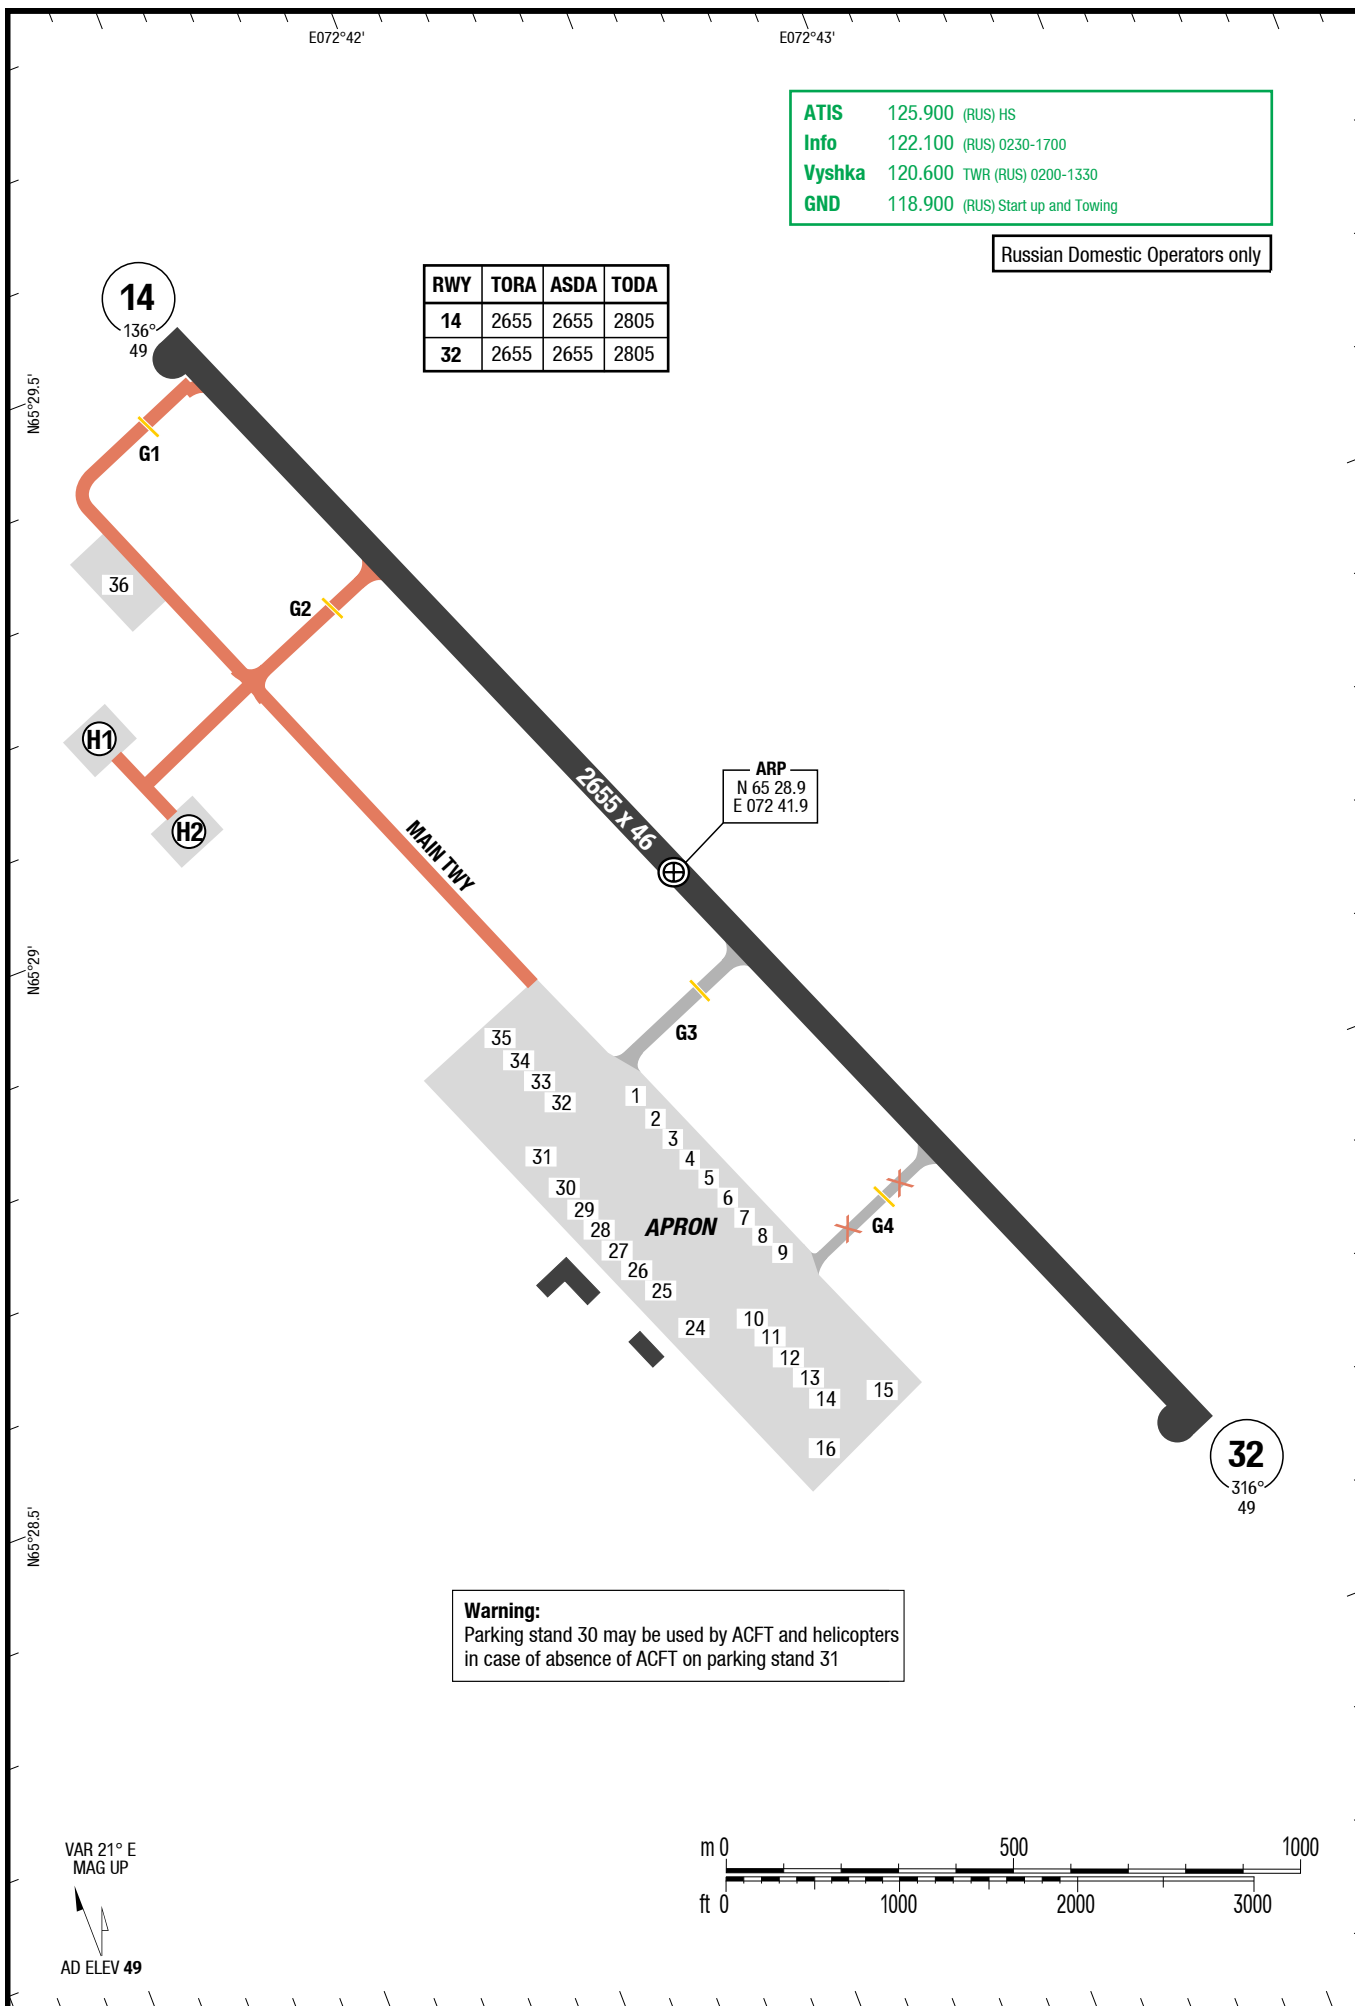 E072°42'
E072°43'
ATIS 125.900 (RUS) HS
Info 122.100 (RUS) 0230-1700
Vyshka 120.600 TWR (RUS) 0200-1330
GND 118.900 (RUS) Start up and Towing
Russian Domestic Operators only
RWY TORA ASDA TODA
14 2655 2655 2805
32 2655 2655 2805
14
136°
49
N65°29.5'
G1
G2
36
H1
H2
MAIN TWY
2655 x 46
ARP
N 65 28.9
E 072 41.9
N65°29'
G3
35
34
33
32
31
30
29
28
27
26
25
24
1
2
3
4
5
6
7
8
9
APRON
G4
10
11
12
13
14
15
16
32
316°
49
N65°28.5'
Warning:
Parking stand 30 may be used by ACFT and helicopters
in case of absence of ACFT on parking stand 31
VAR 21° E
MAG UP
AD ELEV 49
m 0 500 1000
ft 0 1000 2000 3000